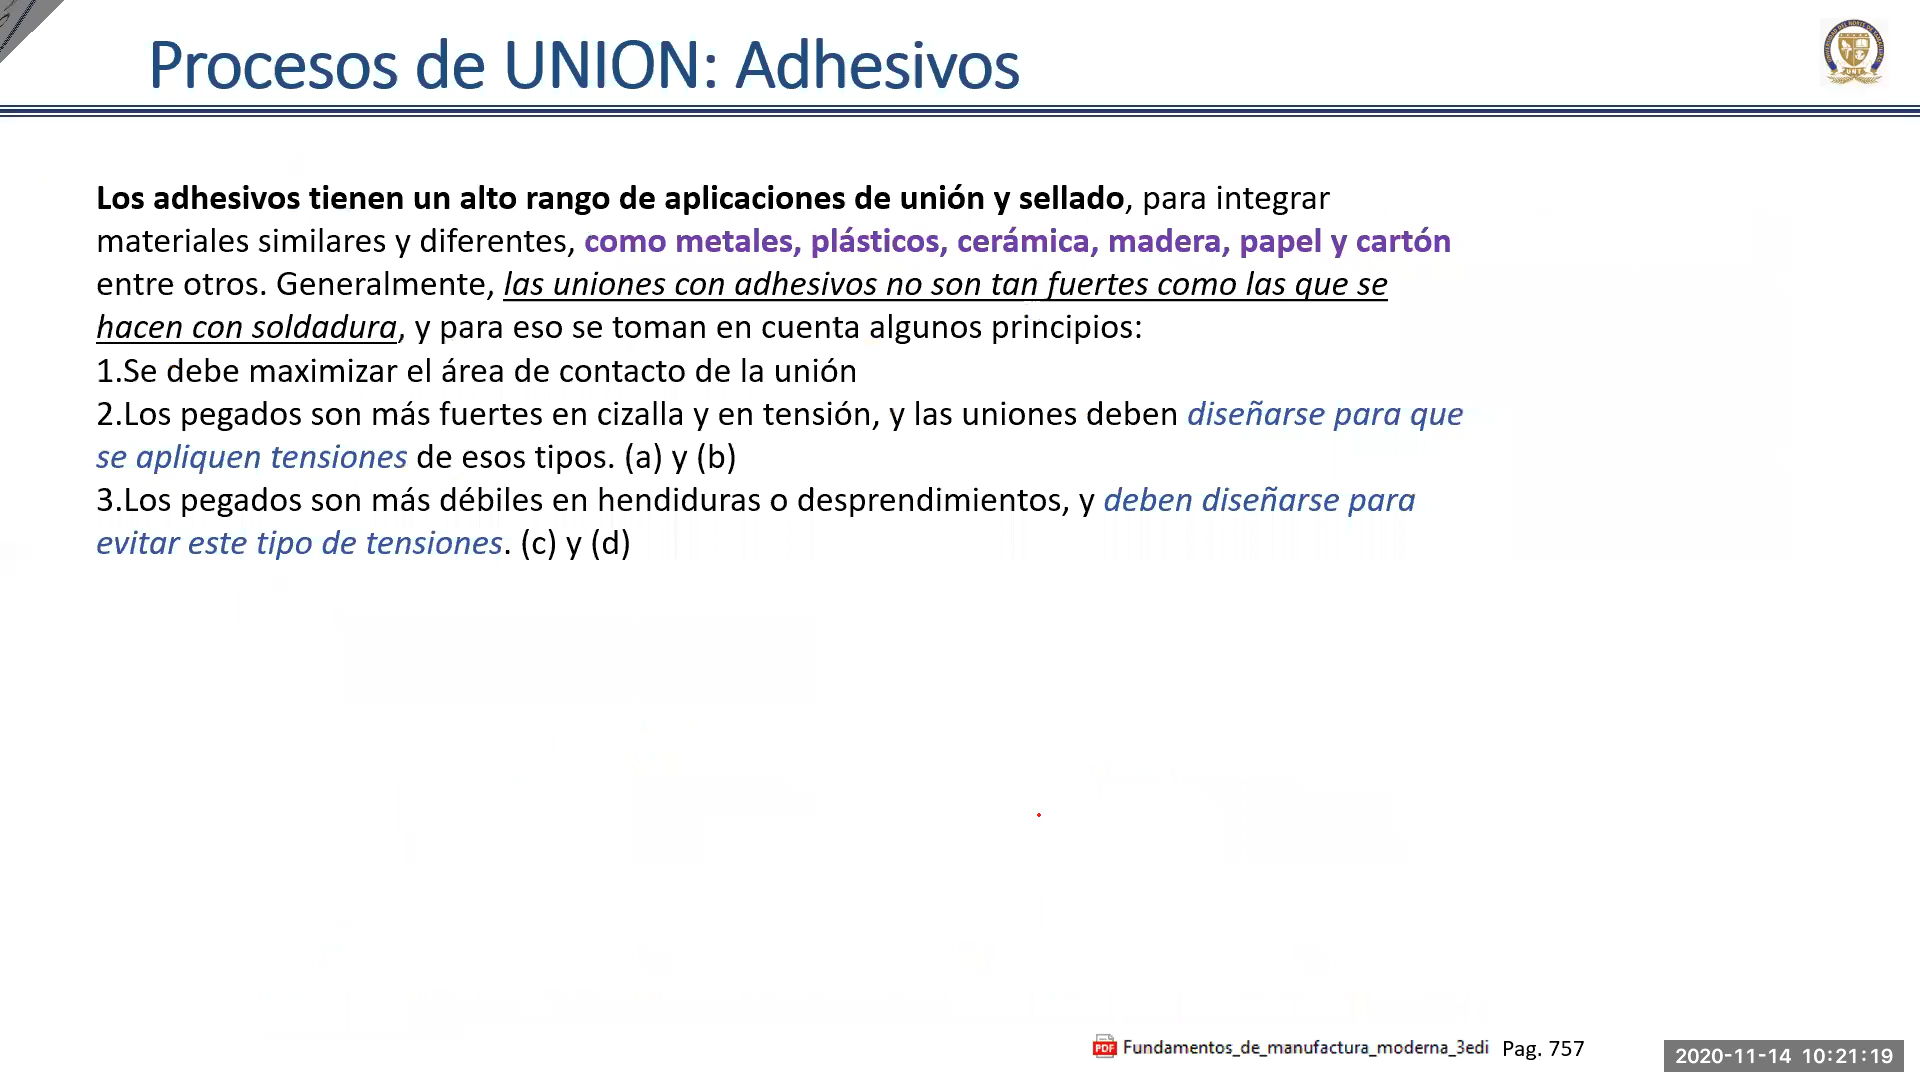 Procesos de UNION: Adhesivos
Los adhesivos tienen un alto rango de aplicaciones de unión y sellado, para integrar
materiales similares y diferentes, como metales, plásticos, cerámica, madera, papel y cartón
entre otros. Generalmente, las uniones con adhesivos no son tan fuertes como las que se
hacen con soldadura, y para eso se toman en cuenta algunos principios:
1.Se debe maximizar el área de contacto de la unión
2.Los pegados son más fuertes en cizalla y en tensión, y las uniones deben diseñarse para que
se apliquen tensiones de esos tipos. (a) y (b)
3.Los pegados son más débiles en hendiduras o desprendimientos, y deben diseñarse para
evitar este tipo de tensiones. (c) y (d)
PDF Fundamentos_de_manufactura_moderna_3edi Pag. 757
2020-11-14 10:21:19